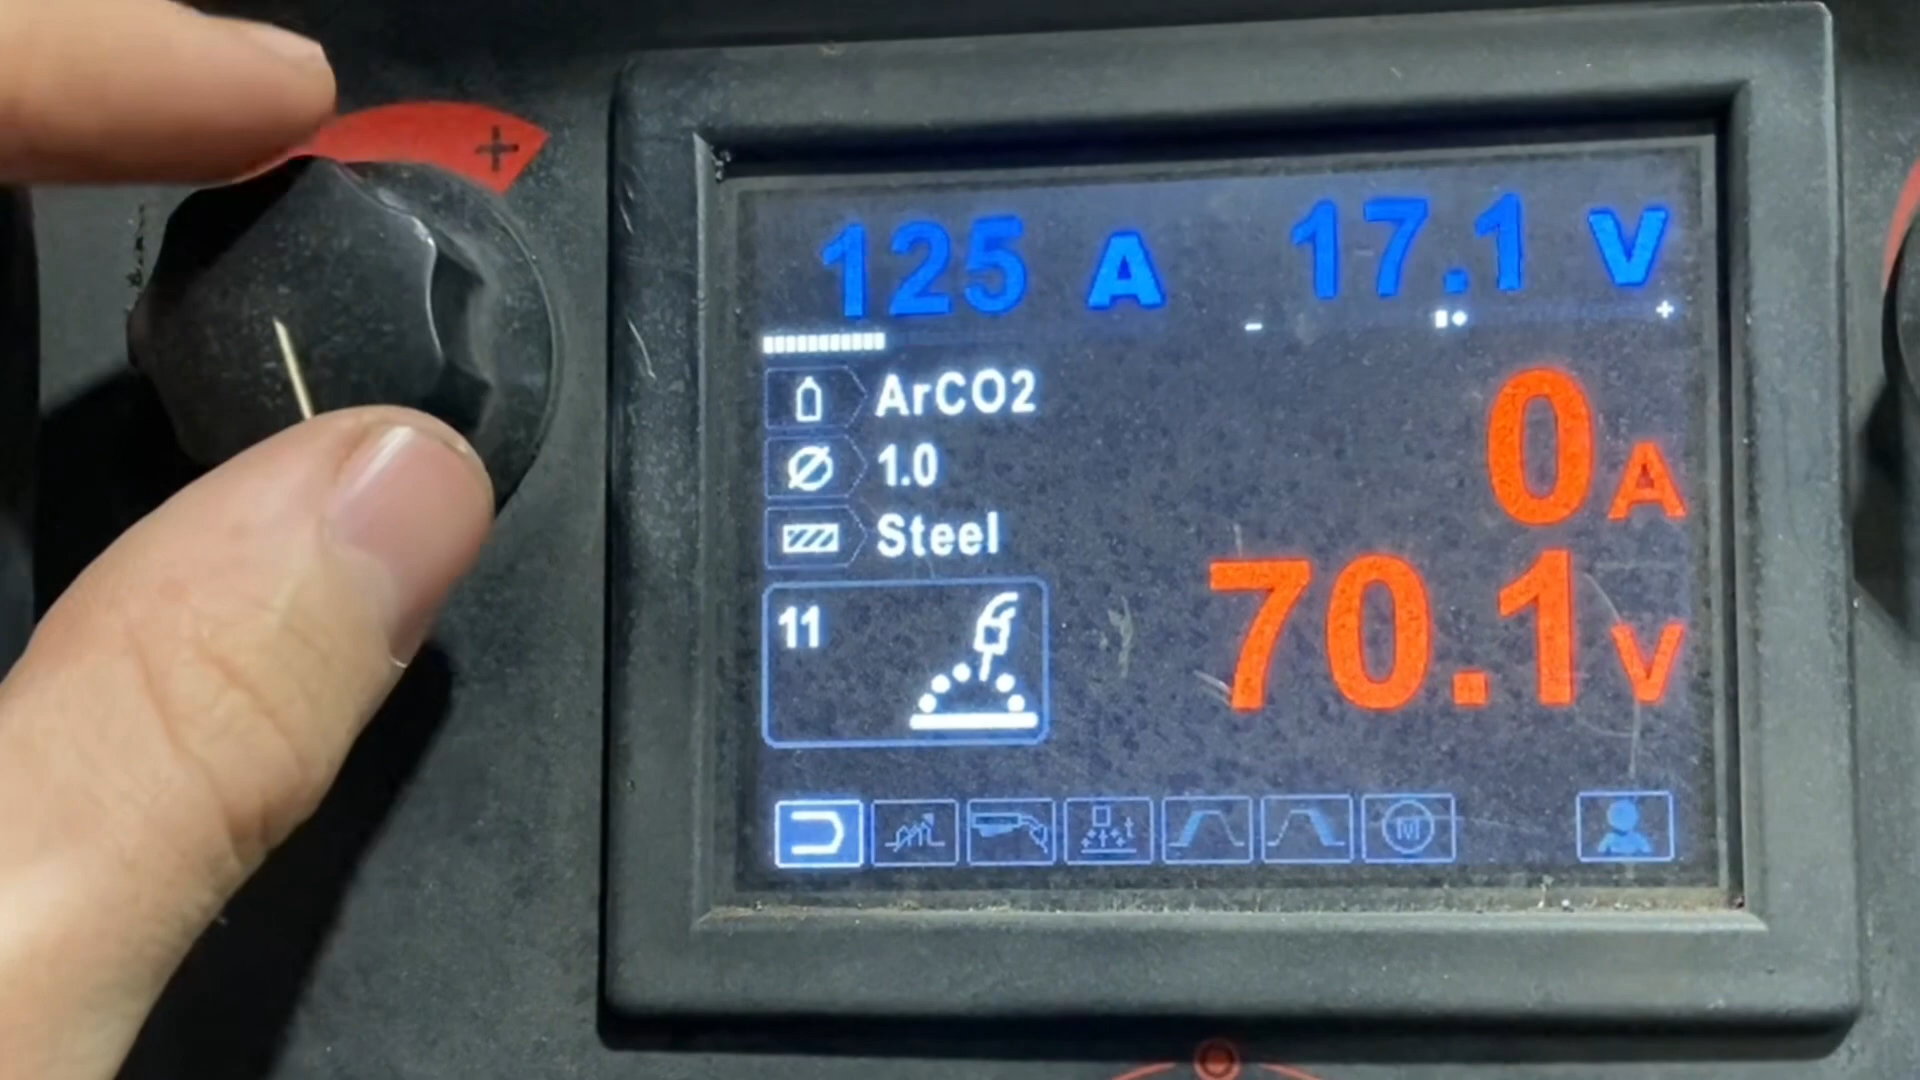 +
125 A 17.1 V
- +
ArCO2
1.0
Steel
0 A
70.1 V
11